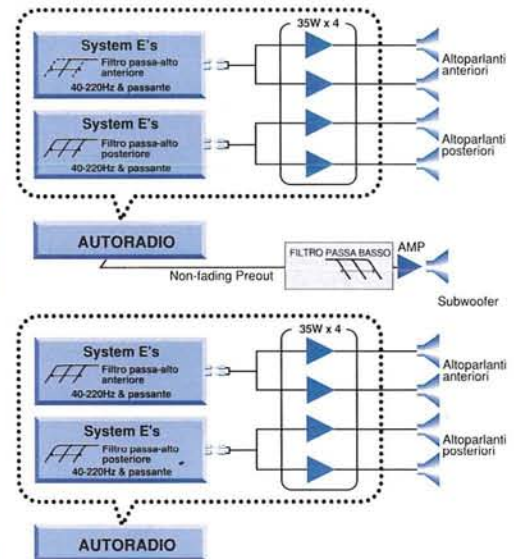 35W x 4
System E's
Filtro passa-alto
anteriore
40-220Hz & passante
Altoparlanti
anteriori
System E's
Filtro passa-alto
posteriore
40-220Hz & passante
Altoparlanti
posteriori
AUTORADIO
FILTRO PASSA BASSO
AMP
Non-fading Preout
Subwoofer
35W x 4
System E's
Filtro passa-alto
anteriore
40-220Hz & passante
Altoparlanti
anteriori
System E's
Filtro passa-alto
posteriore
40-220Hz & passante
Altoparlanti
posteriori
AUTORADIO